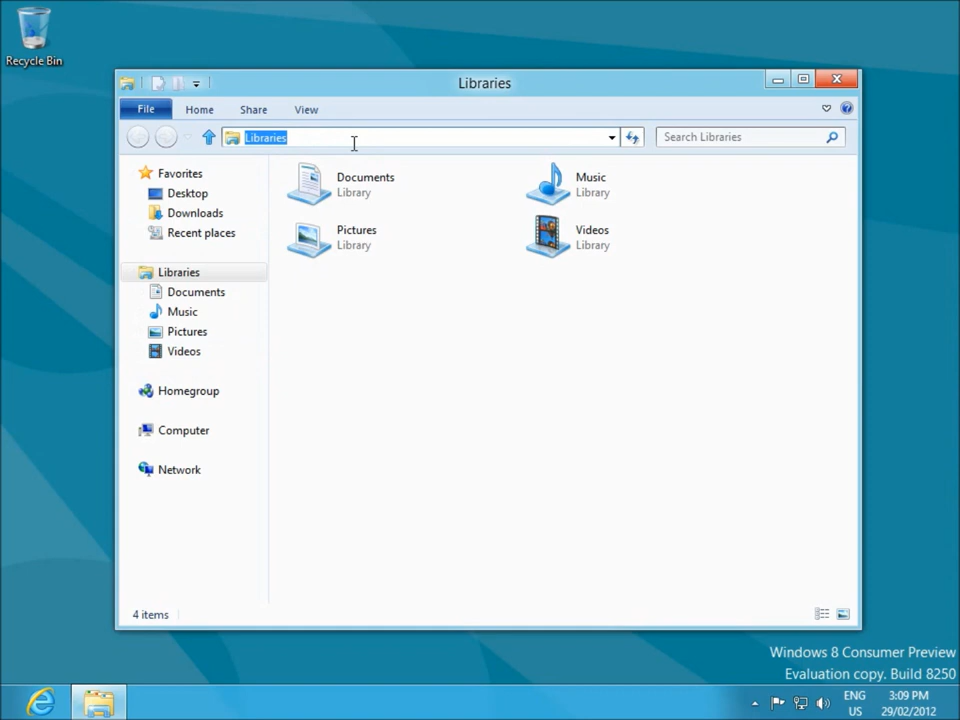 Recycle Bin
Libraries
File Home Share View
Libraries
Search Libraries
Favorites
Desktop
Downloads
Recent places
Libraries
Documents
Music
Pictures
Videos
Homegroup
Computer
Network
Documents
Library
Music
Library
Pictures
Library
Videos
Library
4 items
Windows 8 Consumer Preview
Evaluation copy. Build 8250
ENG
US
3:09 PM
29/02/2012